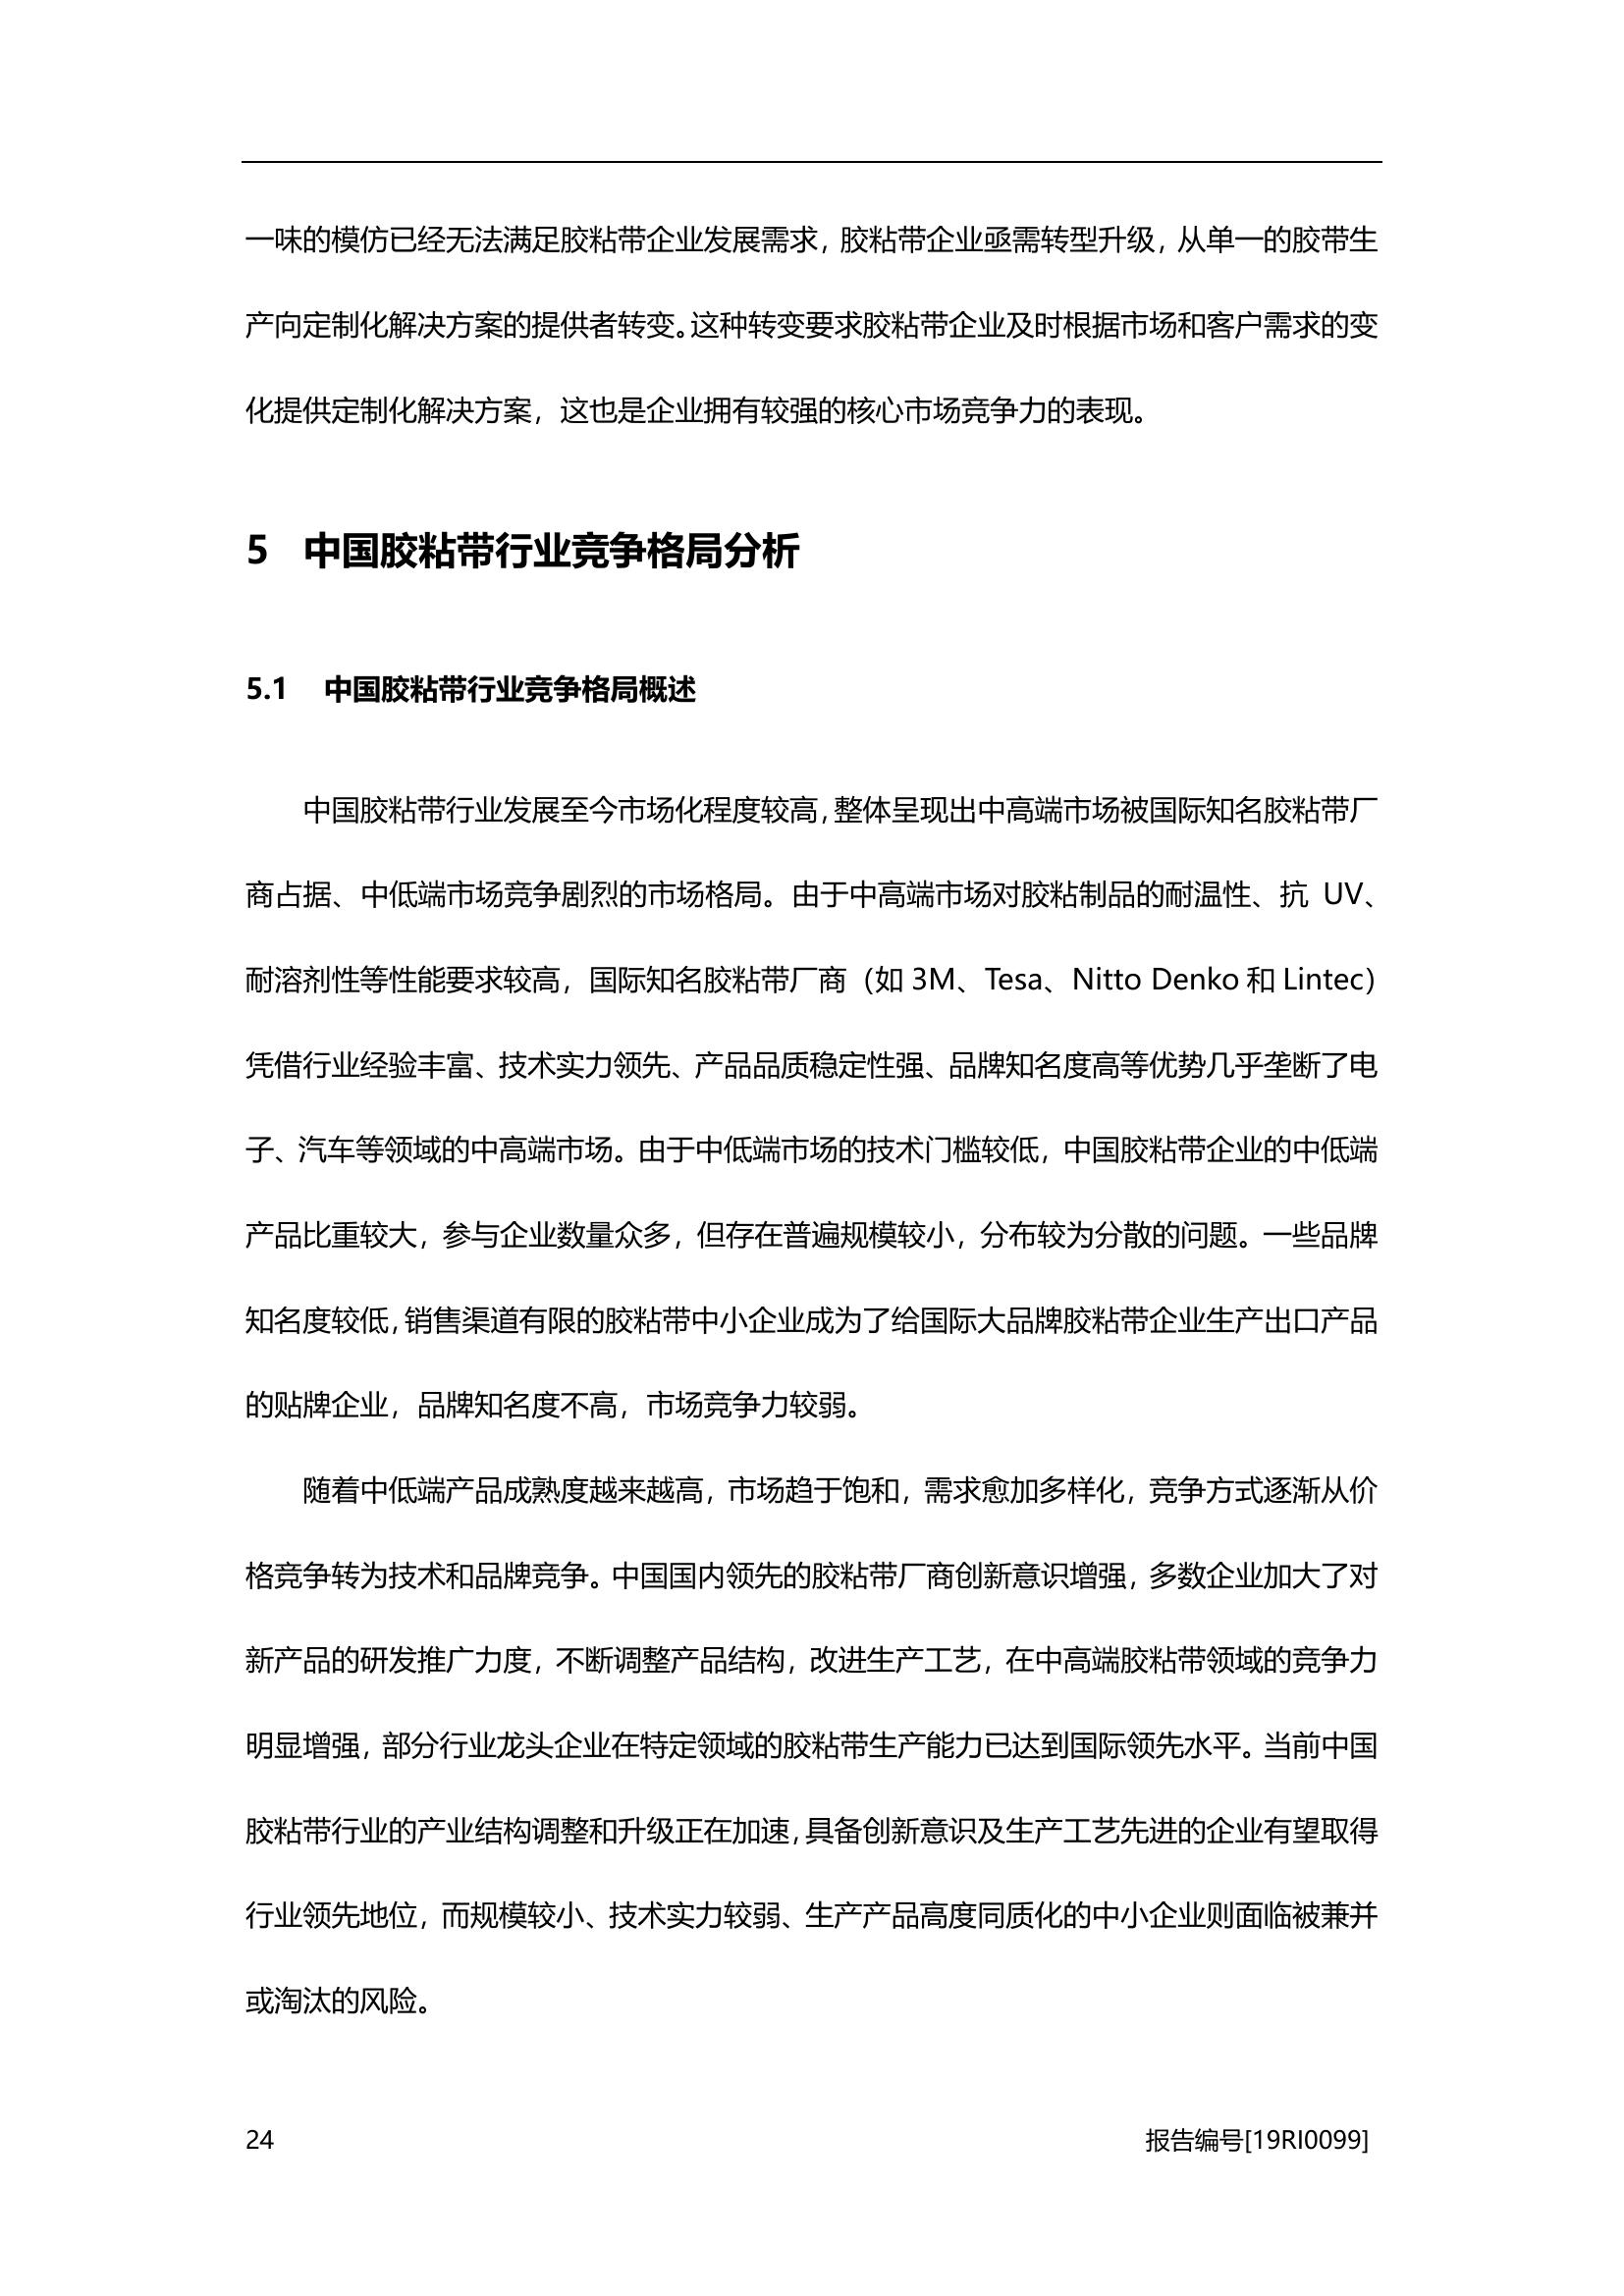 一味的模仿已经无法满足胶粘带企业发展需求，胶粘带企业亟需转型升级，从单一的胶带生
产向定制化解决方案的提供者转变。这种转变要求胶粘带企业及时根据市场和客户需求的变
化提供定制化解决方案，这也是企业拥有较强的核心市场竞争力的表现。
5 中国胶粘带行业竞争格局分析
5.1 中国胶粘带行业竞争格局概述
中国胶粘带行业发展至今市场化程度较高，整体呈现出中高端市场被国际知名胶粘带厂
商占据、中低端市场竞争剧烈的市场格局。由于中高端市场对胶粘制品的耐温性、抗 UV、
耐溶剂性等性能要求较高，国际知名胶粘带厂商（如 3M、Tesa、Nitto Denko 和 Lintec）
凭借行业经验丰富、技术实力领先、产品品质稳定性强、品牌知名度高等优势几乎垄断了电
子、汽车等领域的中高端市场。由于中低端市场的技术门槛较低，中国胶粘带企业的中低端
产品比重较大，参与企业数量众多，但存在普遍规模较小，分布较为分散的问题。一些品牌
知名度较低，销售渠道有限的胶粘带中小企业成为了给国际大品牌胶粘带企业生产出口产品
的贴牌企业，品牌知名度不高，市场竞争力较弱。
随着中低端产品成熟度越来越高，市场趋于饱和，需求愈加多样化，竞争方式逐渐从价
格竞争转为技术和品牌竞争。中国国内领先的胶粘带厂商创新意识增强，多数企业加大了对
新产品的研发推广力度，不断调整产品结构，改进生产工艺，在中高端胶粘带领域的竞争力
明显增强，部分行业龙头企业在特定领域的胶粘带生产能力已达到国际领先水平。当前中国
胶粘带行业的产业结构调整和升级正在加速，具备创新意识及生产工艺先进的企业有望取得
行业领先地位，而规模较小、技术实力较弱、生产产品高度同质化的中小企业则面临被兼并
或淘汰的风险。
24 报告编号[19RI0099]